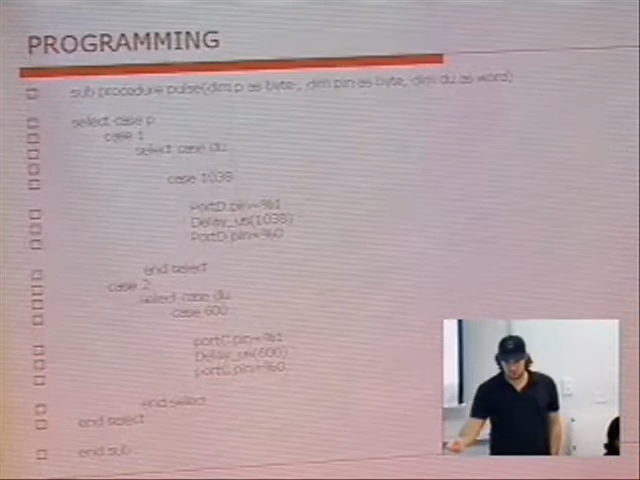 PROGRAMMING
sub procedure pulse(dim p as byte , dim pin as byte, dim du as word)
select case p
case 1
select case du
case 1038
PortD.pin=%1
Delay_us(1038)
PortD.pin=%0
end select
case 2
select case du
case 600
portC.pin=%1
Delay_us(600)
portC.pin=%0
end select
end select
end sub